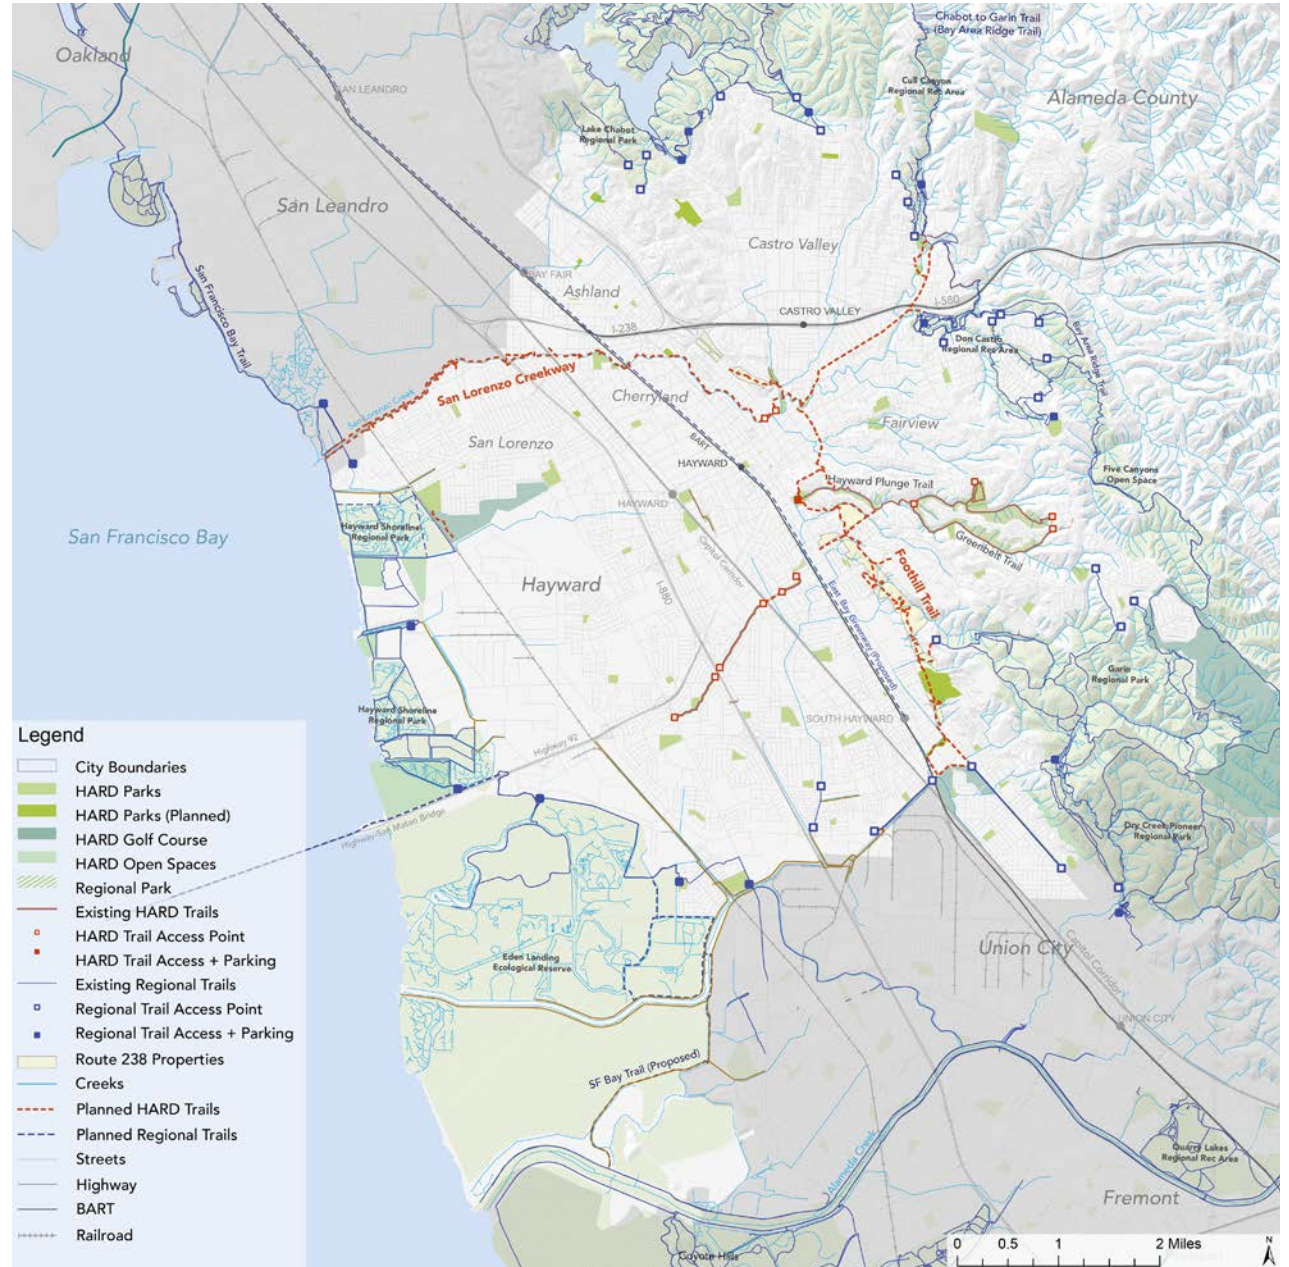 Chabot to Garin Trail
(Bay Area Ridge Trail)
Oakland
SAN LEANDRO
Cull Canyon
Regional Rec Area
Alameda County
Lake Chabot
Regional Park
San Leandro
Castro Valley
San Francisco Bay Trail
BAY FAIR
Ashland
CASTRO VALLEY
I-580
I-238
Don Castro
Regional Rec Area
Bay Area Ridge Trail
San Lorenzo Creekway
San Lorenzo Creek
Cherryland
Fairview
San Lorenzo
BART
HAYWARD
Five Canyons
Open Space
Hayward Plunge Trail
HAYWARD
San Francisco Bay
Hayward Shoreline
Regional Park
Greenbelt Trail
Capitol Corridor
Foothill Trail
Hayward
I-880
East Bay Greenway (Proposed)
Garin
Regional Park
Hayward Shoreline
Regional Park
SOUTH HAYWARD
Highway 92
Highway-San Mateo Bridge
Dry Creek Pioneer
Regional Park
Eden Landing
Ecological Reserve
Union City
Capitol Corridor
UNION CITY
SF Bay Trail (Proposed)
Alameda Creek
Quarry Lakes
Regional Rec Area
Fremont
Coyote Hills
Legend
City Boundaries
HARD Parks
HARD Parks (Planned)
HARD Golf Course
HARD Open Spaces
Regional Park
Existing HARD Trails
HARD Trail Access Point
HARD Trail Access + Parking
Existing Regional Trails
Regional Trail Access Point
Regional Trail Access + Parking
Route 238 Properties
Creeks
Planned HARD Trails
Planned Regional Trails
Streets
Highway
BART
Railroad
0 0.5 1 2 Miles
N